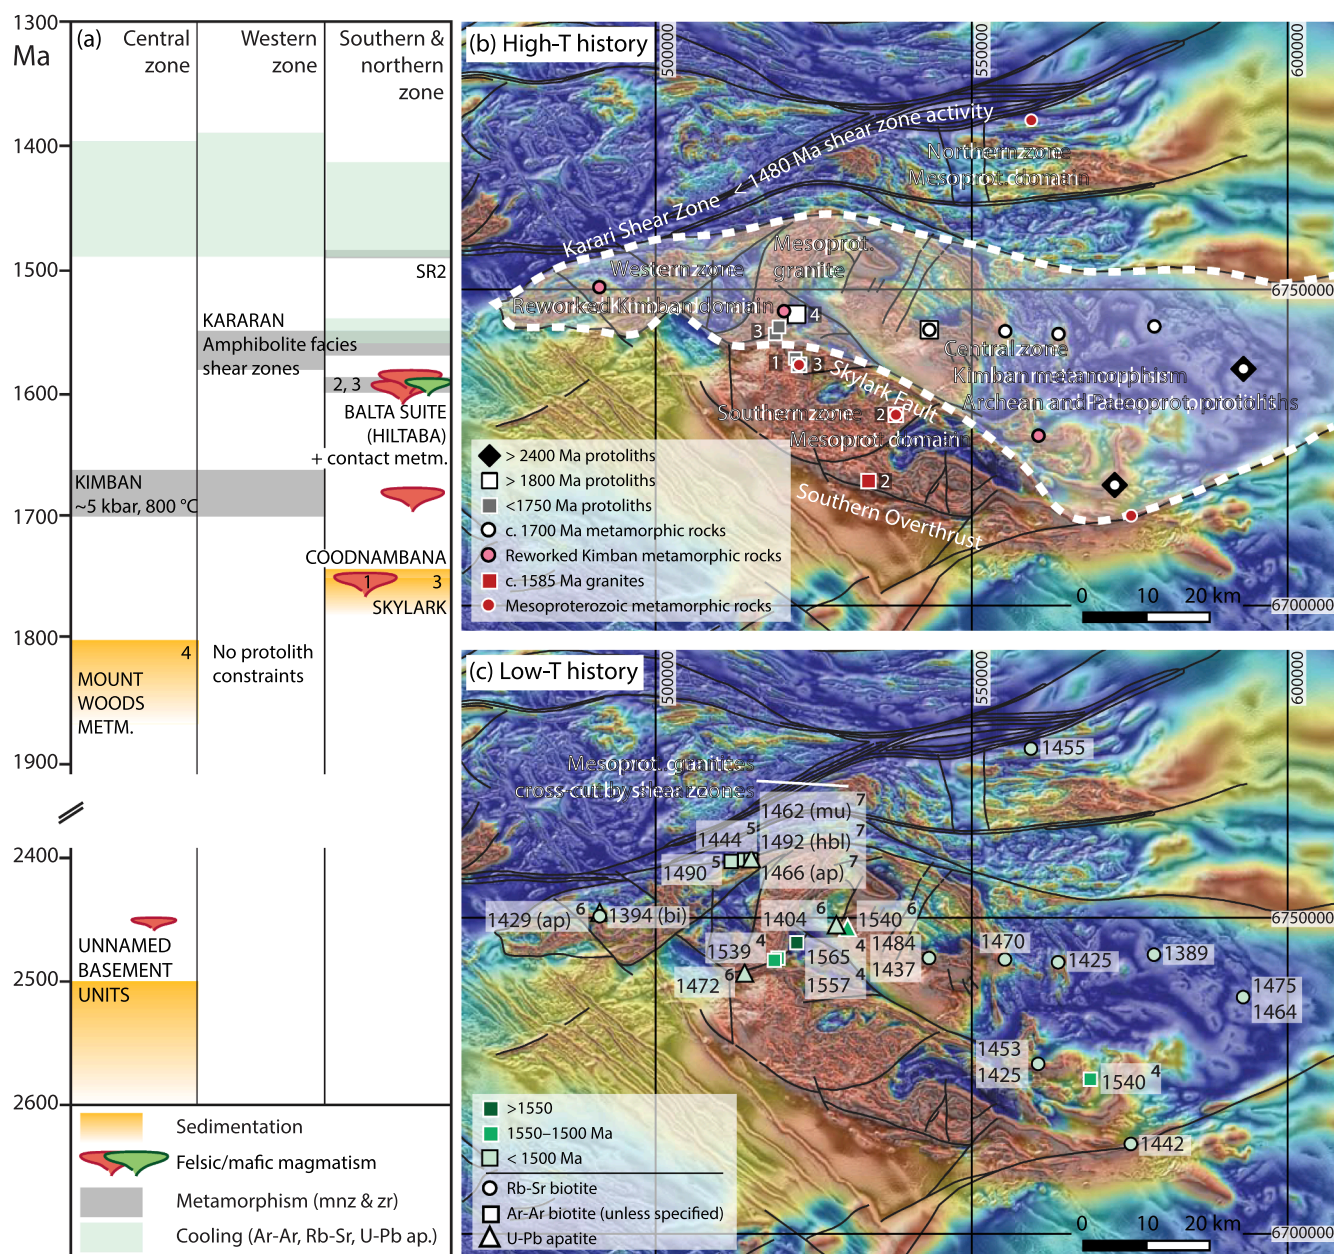 1300
Ma
1400
1500
1600
1700
1800
1900
2400
2500
2600
(a)
Central
zone
Western
zone
Southern &
northern
zone
SR2
KARARAN
Amphibolite facies
shear zones
2, 3
BALTA SUITE
(HILTABA)
+ contact metm.
KIMBAN
~5 kbar, 800 °C
COODNAMBANA
1
3
SKYLARK
4
MOUNT
WOODS
METM.
No protolith
constraints
UNNAMED
BASEMENT
UNITS
Sedimentation
Felsic/mafic magmatism
Metamorphism (mnz & zr)
Cooling (Ar-Ar, Rb-Sr, U-Pb ap.)
(b) High-T history
500000
550000
600000
6750000
6700000
< 1480 Ma shear zone activity
Karari Shear Zone
Northern zone
Mesoprot. domain
Mesoprot.
granite
Western zone
Reworked Kimban domain
4
3
1
3
2
2
Skylark Fault
Central zone
Kimban metamorphism
Archean and Paleoprot. protoliths
Southern zone
Mesoprot. domain
Southern Overthrust
> 2400 Ma protoliths
> 1800 Ma protoliths
<1750 Ma protoliths
c. 1700 Ma metamorphic rocks
Reworked Kimban metamorphic rocks
c. 1585 Ma granites
Mesoproterozoic metamorphic rocks
0 10 20 km
(c) Low-T history
500000
550000
600000
6750000
6700000
Mesoprot. granites
cross-cut by shear zones
1455
1462 (mu) 7
1444 5
1492 (hbl) 7
1490 5
1466 (ap) 7
1429 (ap) 6
1394 (bi)
1404 6
1540 6
1539 4
1565 4
1557 4
1472 6
1484
1437
1470
1425
1389
1475
1464
1453
1425
1540 4
1442
>1550
1550–1500 Ma
< 1500 Ma
Rb-Sr biotite
Ar-Ar biotite (unless specified)
U-Pb apatite
0 10 20 km